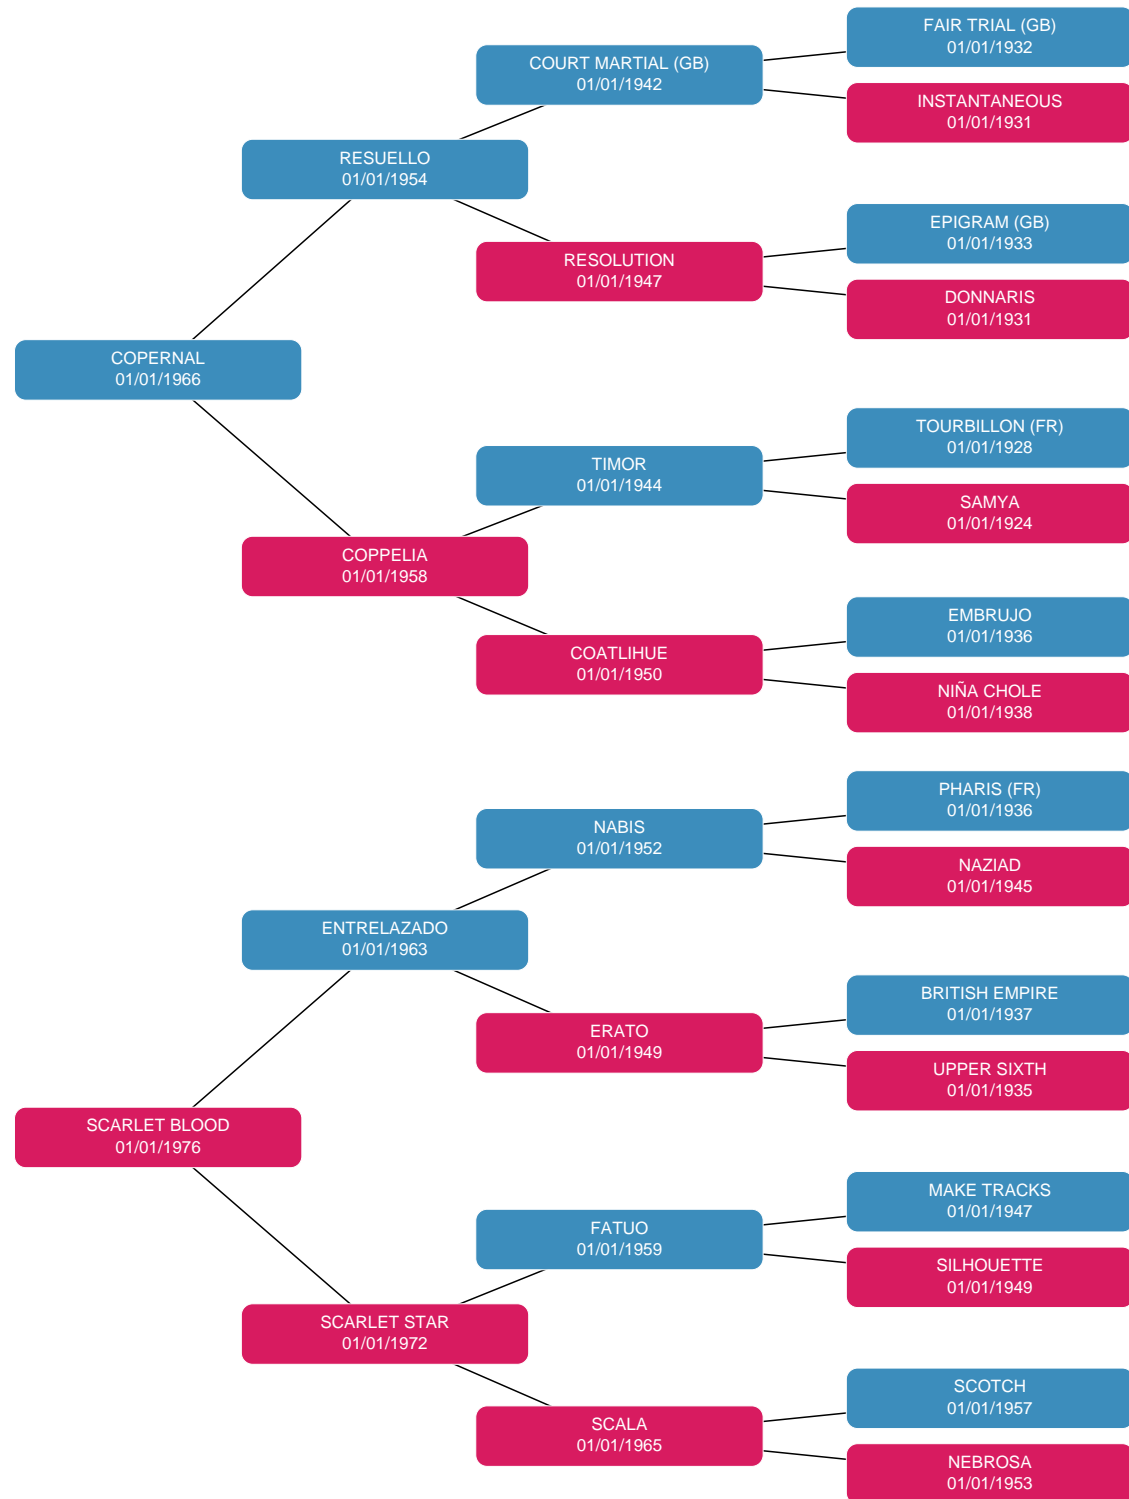 FAIR TRIAL (GB)
01/01/1932
COURT MARTIAL (GB)
01/01/1942
INSTANTANEOUS
01/01/1931
RESUELLO
01/01/1954
EPIGRAM (GB)
01/01/1933
RESOLUTION
01/01/1947
DONNARIS
01/01/1931
COPERNAL
01/01/1966
TOURBILLON (FR)
01/01/1928
TIMOR
01/01/1944
SAMYA
01/01/1924
COPPELIA
01/01/1958
EMBRUJO
01/01/1936
COATLIHUE
01/01/1950
NIÑA CHOLE
01/01/1938
PHARIS (FR)
01/01/1936
NABIS
01/01/1952
NAZIAD
01/01/1945
ENTRELAZADO
01/01/1963
BRITISH EMPIRE
01/01/1937
ERATO
01/01/1949
UPPER SIXTH
01/01/1935
SCARLET BLOOD
01/01/1976
MAKE TRACKS
01/01/1947
FATUO
01/01/1959
SILHOUETTE
01/01/1949
SCARLET STAR
01/01/1972
SCOTCH
01/01/1957
SCALA
01/01/1965
NEBROSA
01/01/1953